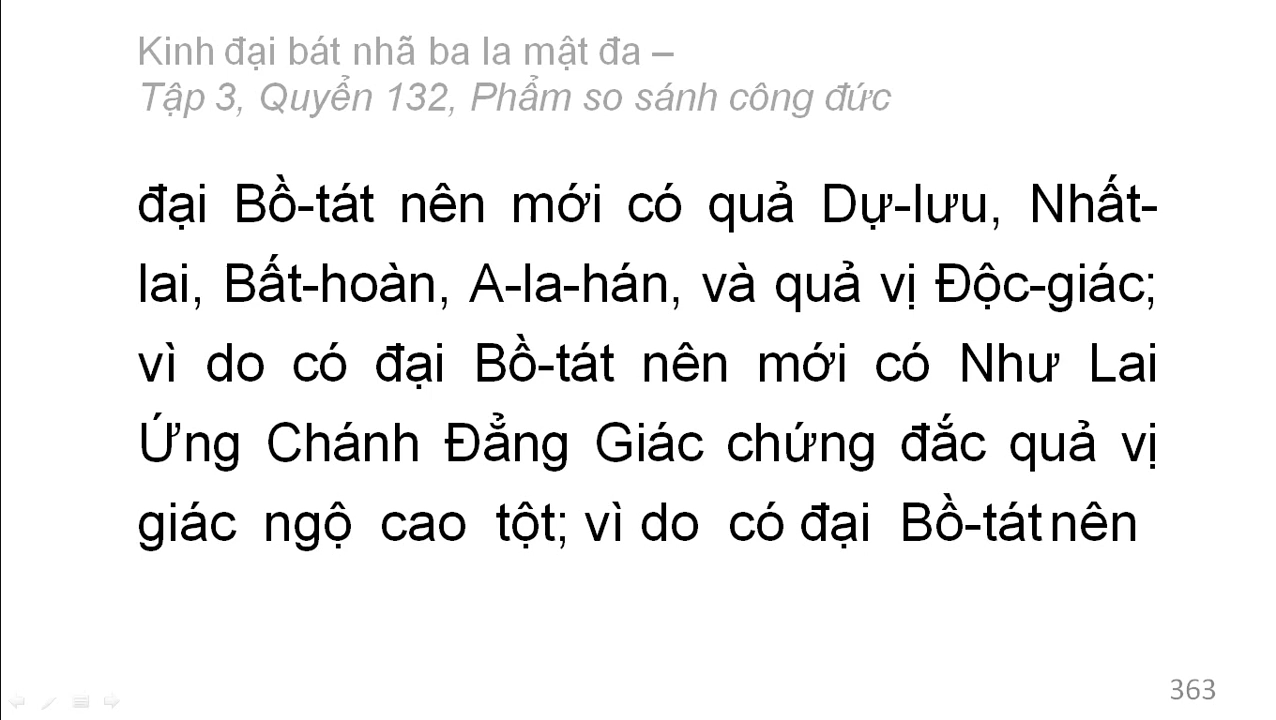 Kinh đại bát nhã ba la mật đa –
Tập 3, Quyển 132, Phẩm so sánh công đức
đại Bồ-tát nên mới có quả Dự-lưu, Nhất-
lai, Bất-hoàn, A-la-hán, và quả vị Độc-giác;
vì do có đại Bồ-tát nên mới có Như Lai
Ứng Chánh Đẳng Giác chứng đắc quả vị
giác ngộ cao tột; vì do có đại Bồ-tát nên
363